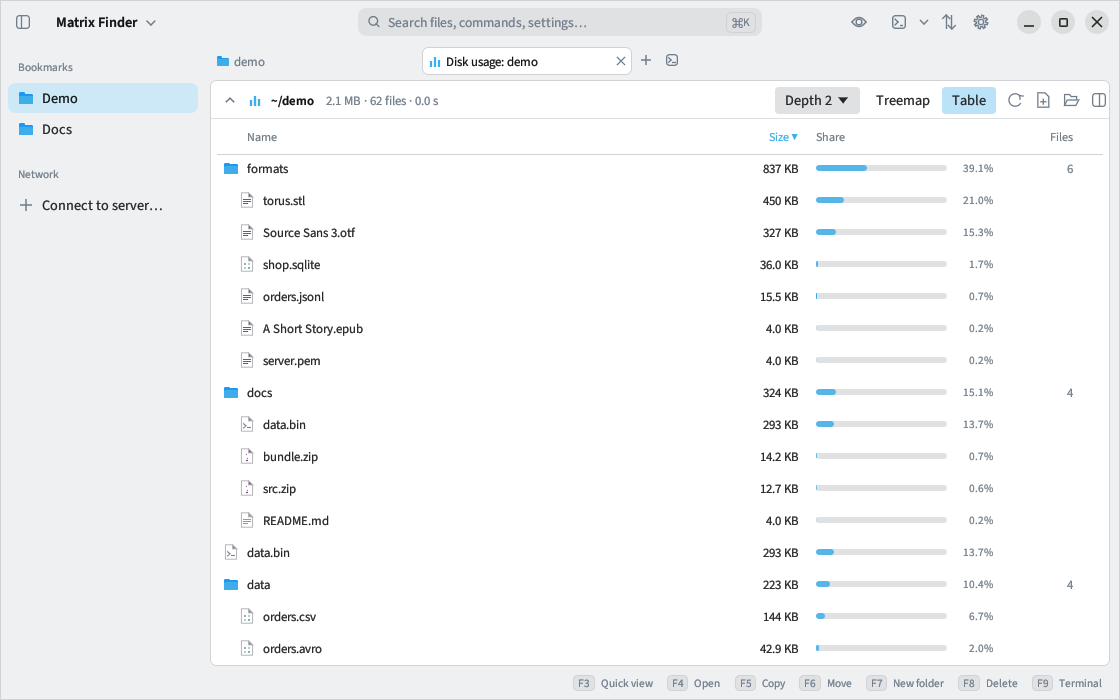 Matrix Finder
Search files, commands, settings… ⌘K
Bookmarks
Demo
Docs
Network
Connect to server…
demo
Disk usage: demo
~/demo 2.1 MB · 62 files · 0.0 s
Depth 2 Treemap Table
Name Size Share Files
formats 837 KB 39.1% 6
torus.stl 450 KB 21.0%
Source Sans 3.otf 327 KB 15.3%
shop.sqlite 36.0 KB 1.7%
orders.jsonl 15.5 KB 0.7%
A Short Story.epub 4.0 KB 0.2%
server.pem 4.0 KB 0.2%
docs 324 KB 15.1% 4
data.bin 293 KB 13.7%
bundle.zip 14.2 KB 0.7%
src.zip 12.7 KB 0.6%
README.md 4.0 KB 0.2%
data.bin 293 KB 13.7%
data 223 KB 10.4% 4
orders.csv 144 KB 6.7%
orders.avro 42.9 KB 2.0%
F3 Quick view F4 Open F5 Copy F6 Move F7 New folder F8 Delete F9 Terminal